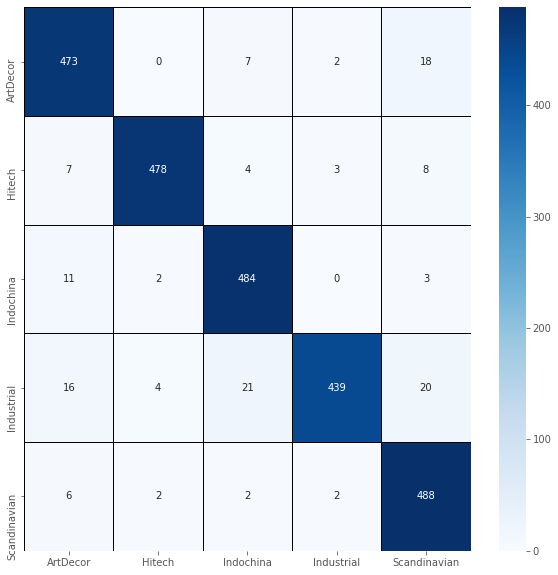 ArtDecor 473 0 7 2 18
Hitech 7 478 4 3 8
Indochina 11 2 484 0 3
Industrial 16 4 21 439 20
Scandinavian 6 2 2 2 488
ArtDecor Hitech Indochina Industrial Scandinavian
400
300
200
100
0